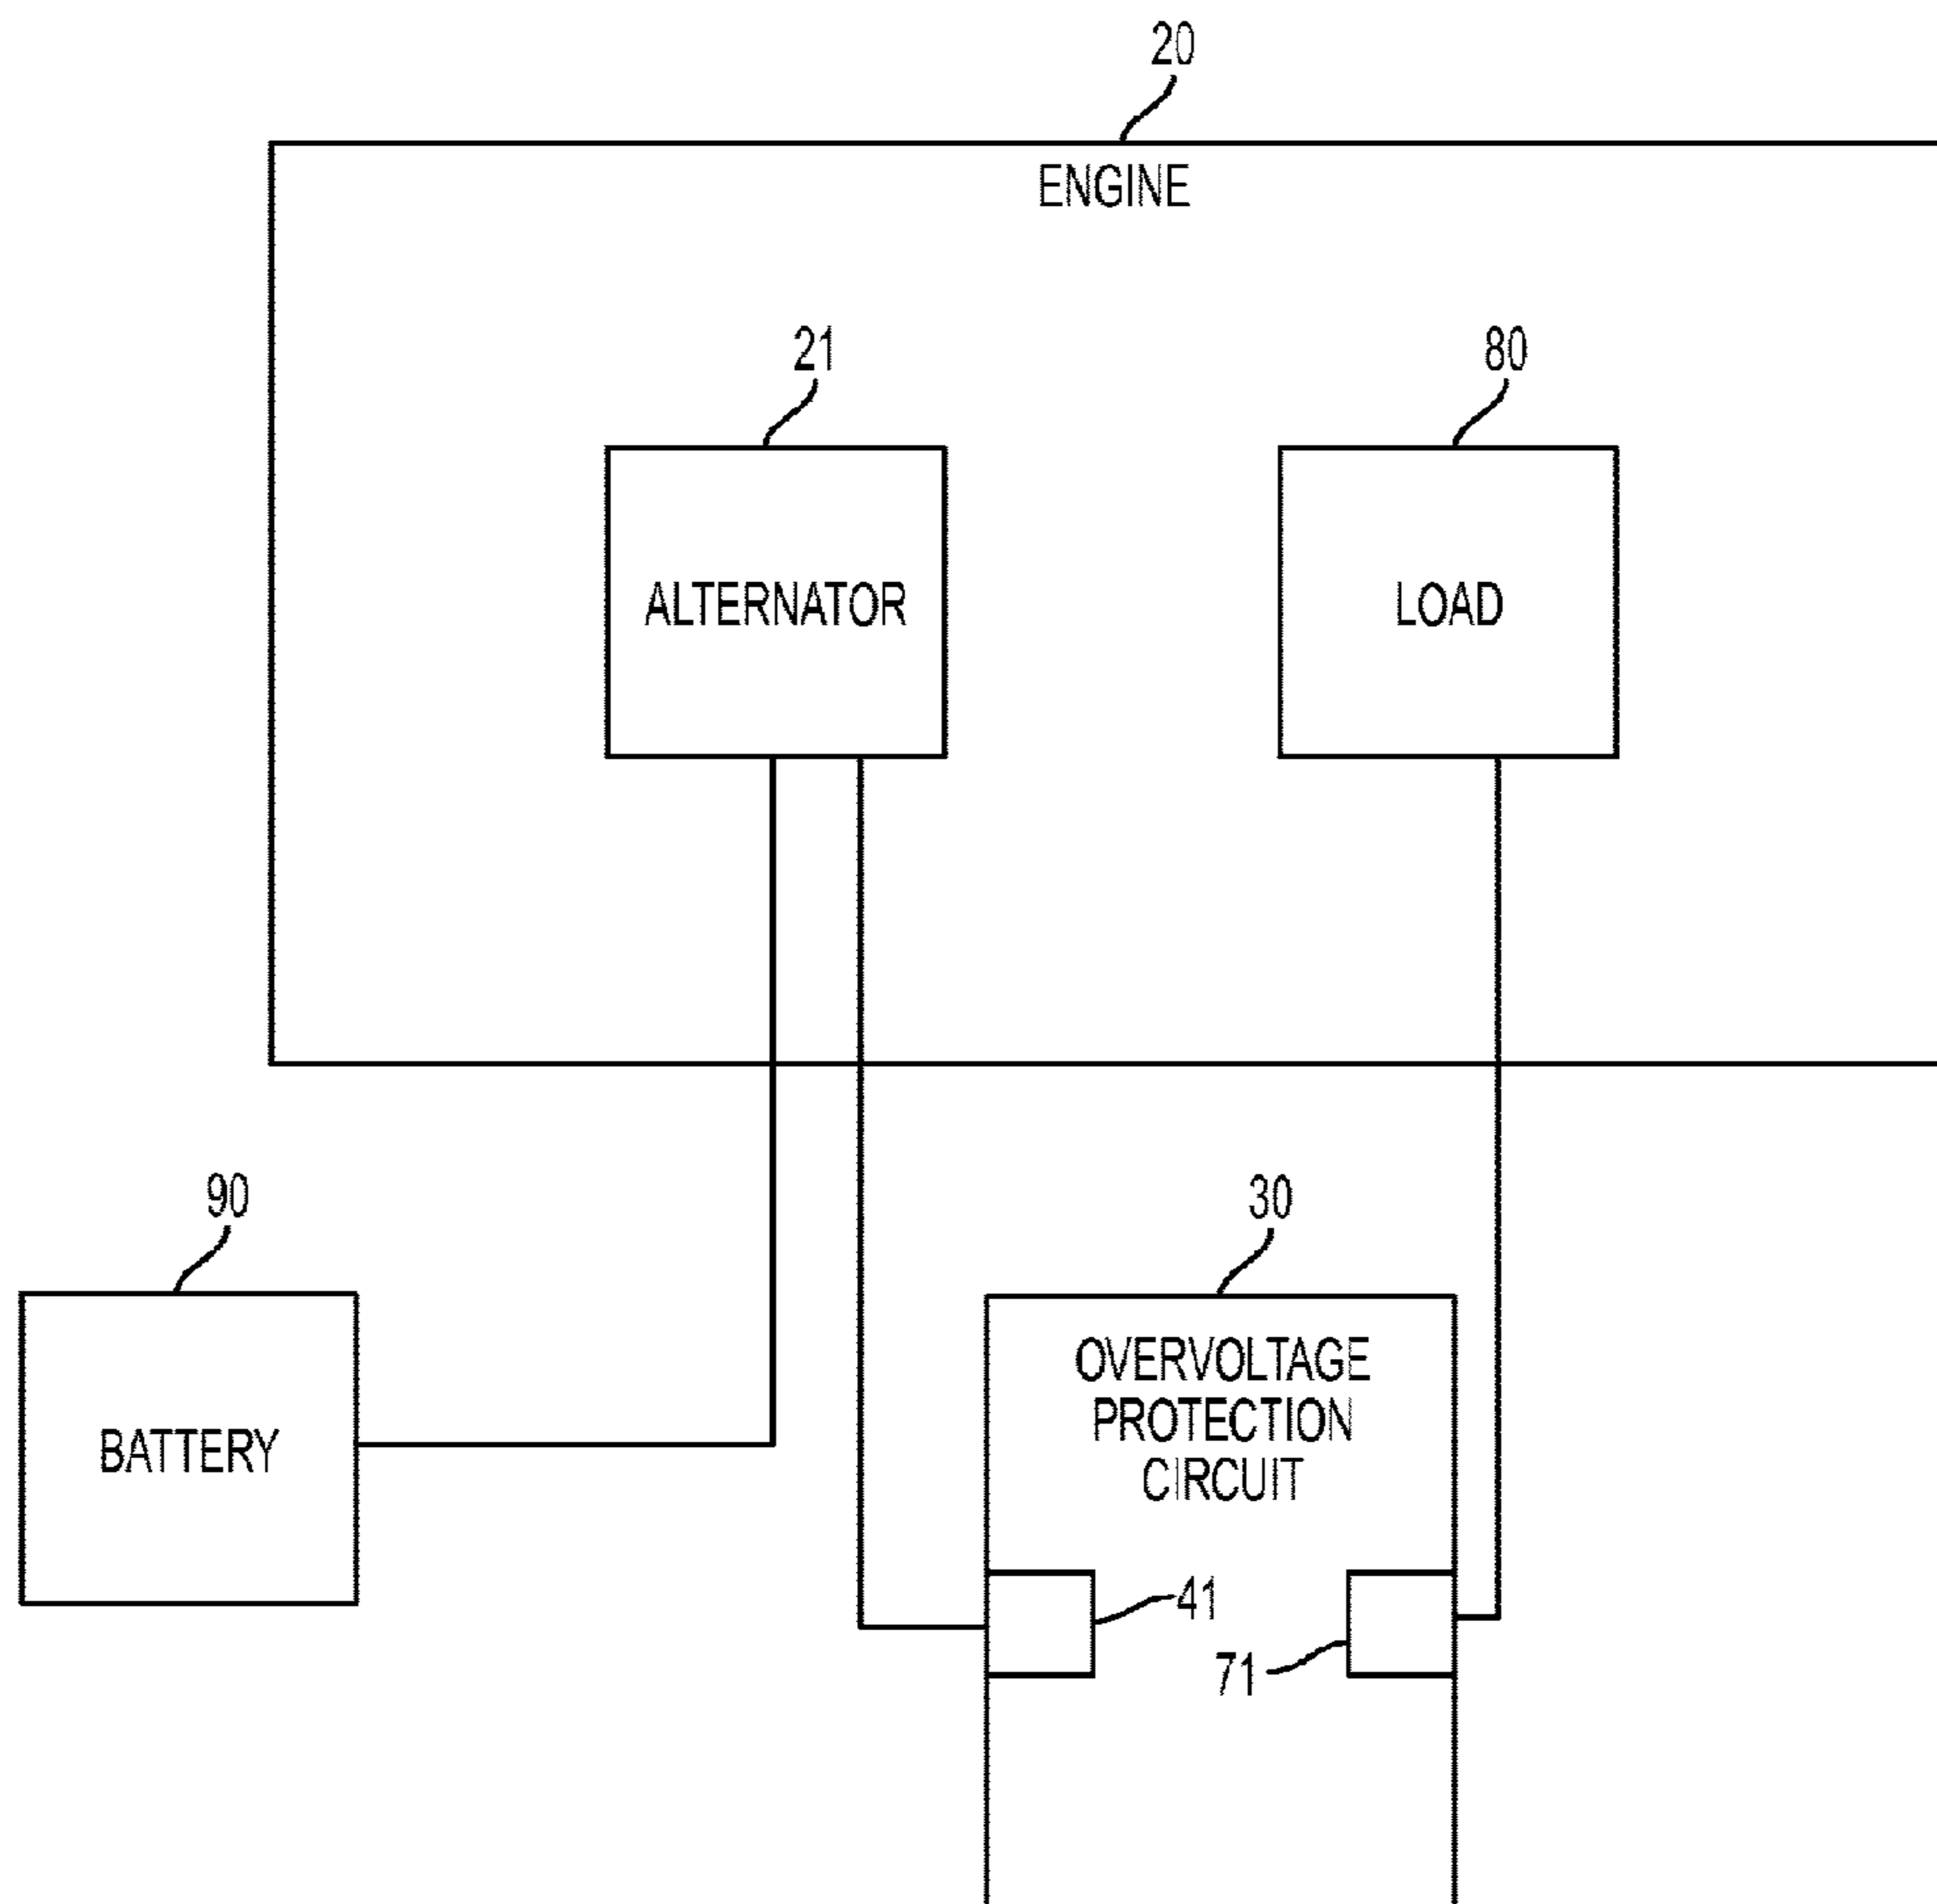 20
ENGINE
21
80
ALTERNATOR
LOAD
90
30
BATTERY
OVERVOLTAGE
PROTECTION
CIRCUIT
41
71